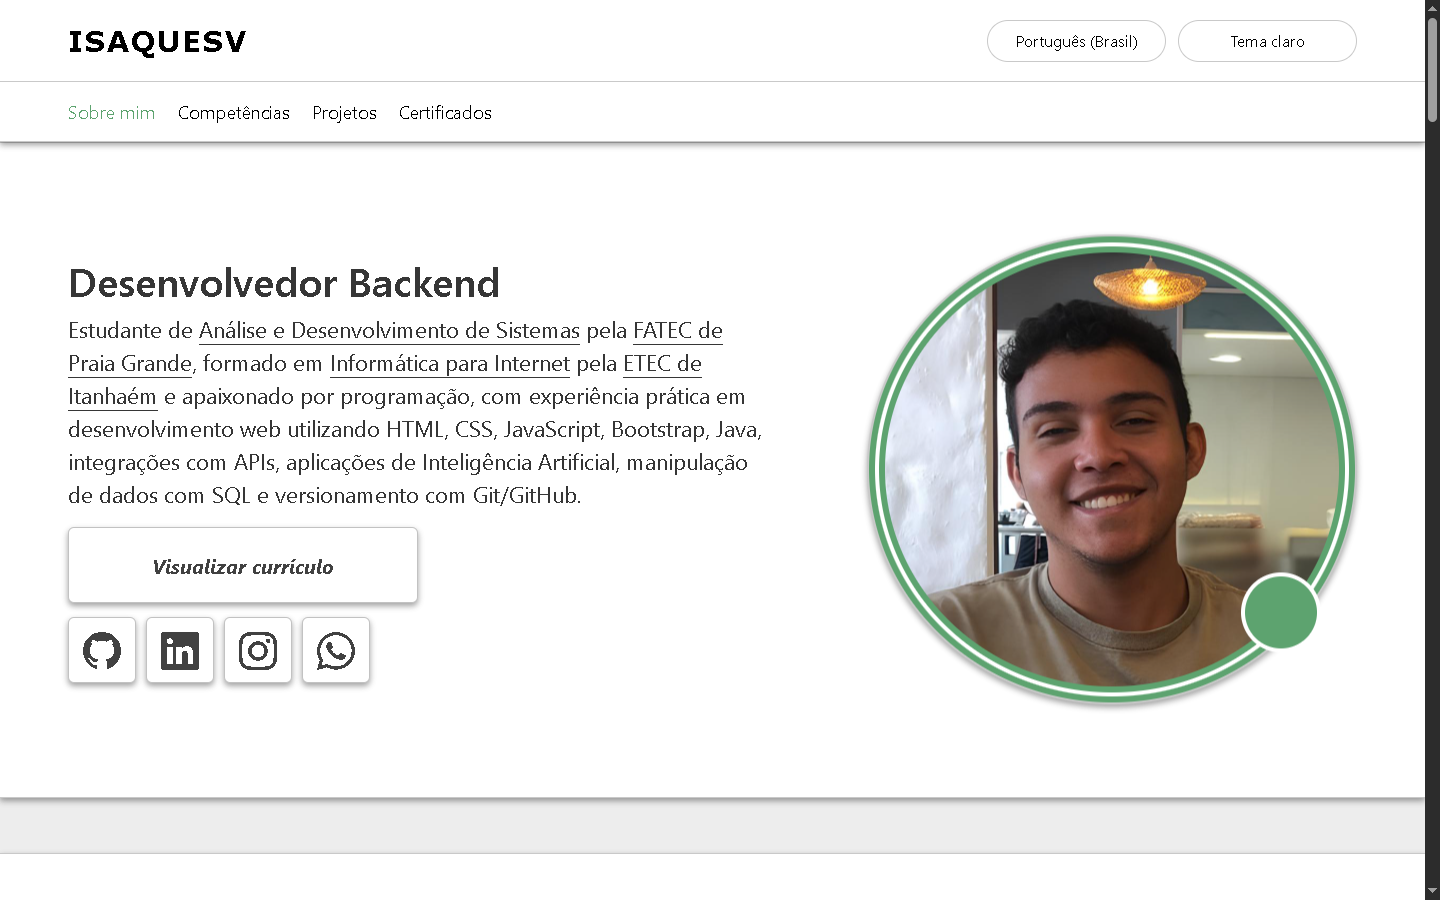 ISAQUESV
Português (Brasil)
Tema claro
Sobre mim
Competências
Projetos
Certificados
Desenvolvedor Backend
Estudante de Análise e Desenvolvimento de Sistemas pela FATEC de
Praia Grande, formado em Informática para Internet pela ETEC de
Itanhaém e apaixonado por programação, com experiência prática em
desenvolvimento web utilizando HTML, CSS, JavaScript, Bootstrap, Java,
integrações com APIs, aplicações de Inteligência Artificial, manipulação
de dados com SQL e versionamento com Git/GitHub.
Visualizar currículo
in